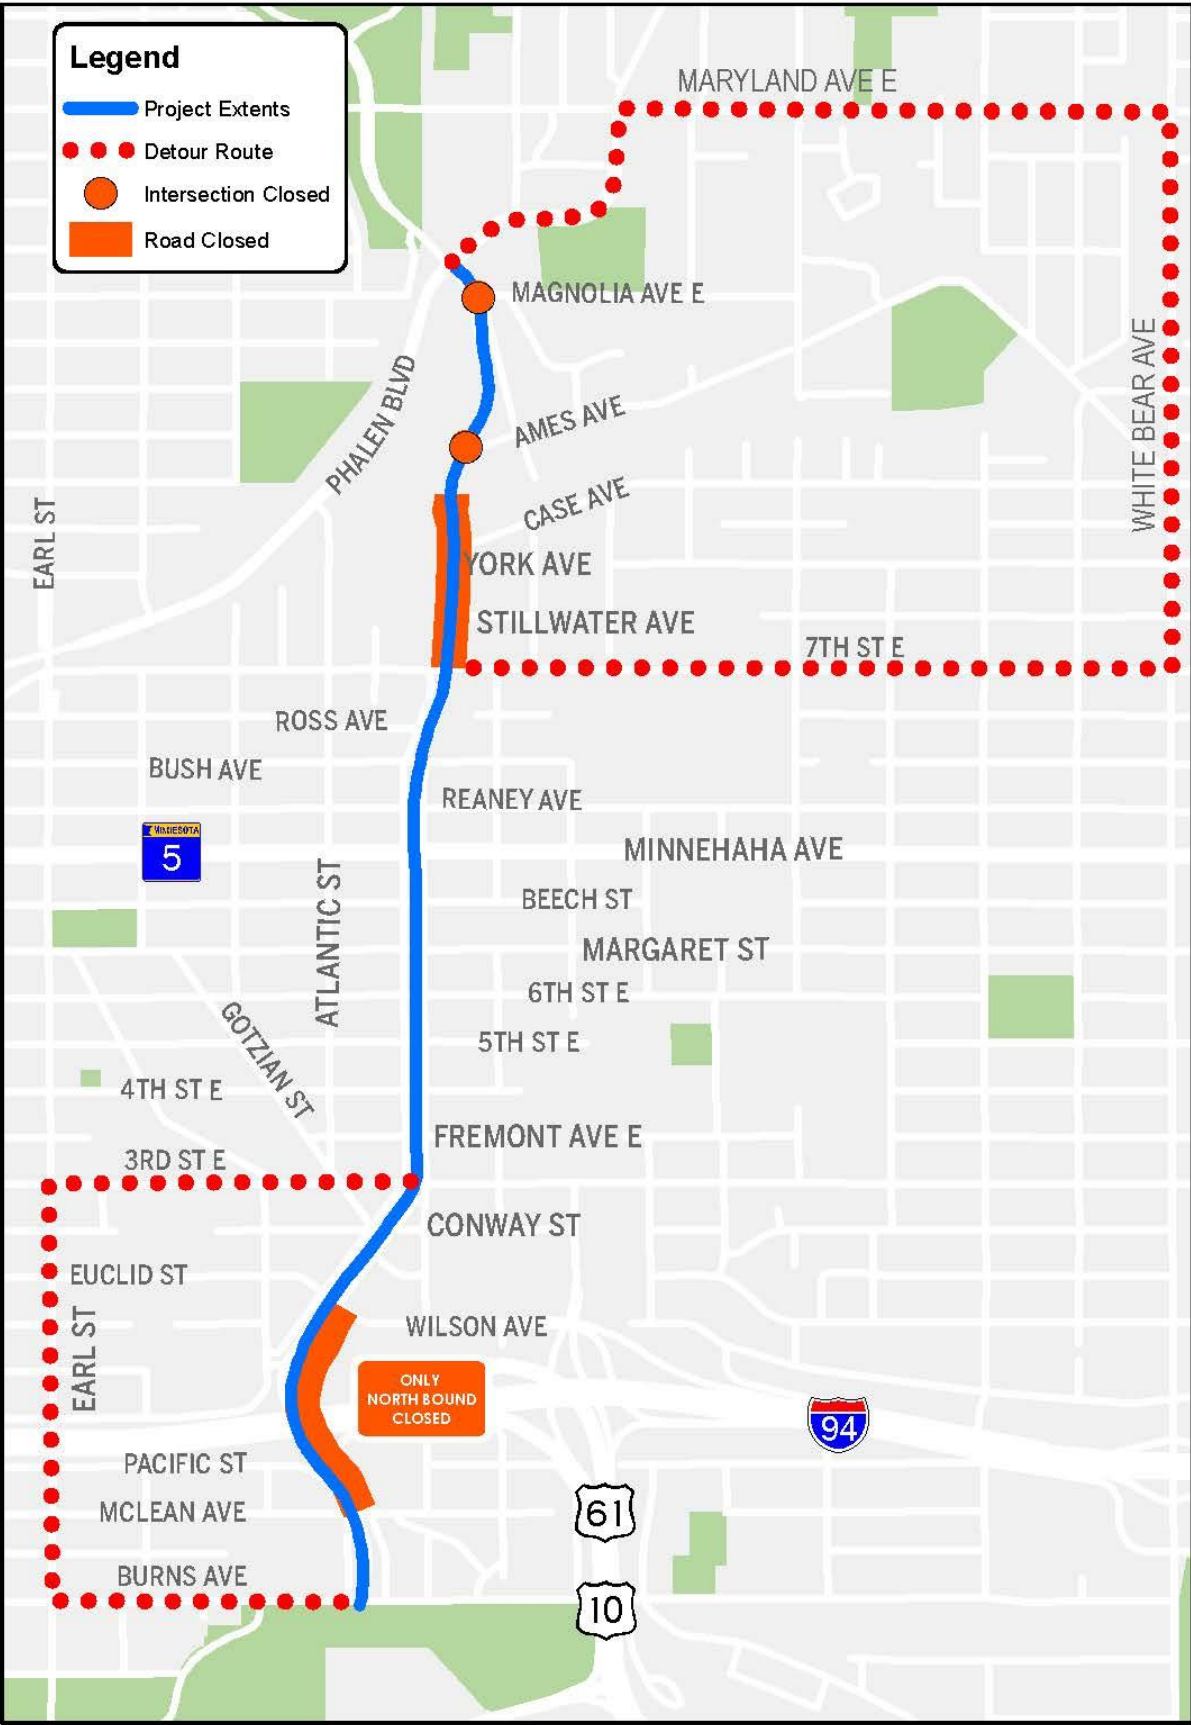 Legend
Project Extents
Detour Route
Intersection Closed
Road Closed
MARYLAND AVE E
MAGNOLIA AVE E
PHALEN BLVD
AMES AVE
WHITE BEAR AVE
CASE AVE
EARL ST
YORK AVE
STILLWATER AVE
7TH ST E
ROSS AVE
BUSH AVE
REANEY AVE
MINNESOTA
5
MINNEHAHA AVE
ATLANTIC ST
BEECH ST
MARGARET ST
6TH ST E
GOTZIAN ST
5TH ST E
4TH ST E
FREMONT AVE E
3RD ST E
CONWAY ST
EUCLID ST
EARL ST
WILSON AVE
ONLY
NORTH BOUND
CLOSED
94
PACIFIC ST
MCLEAN AVE
61
BURNS AVE
10